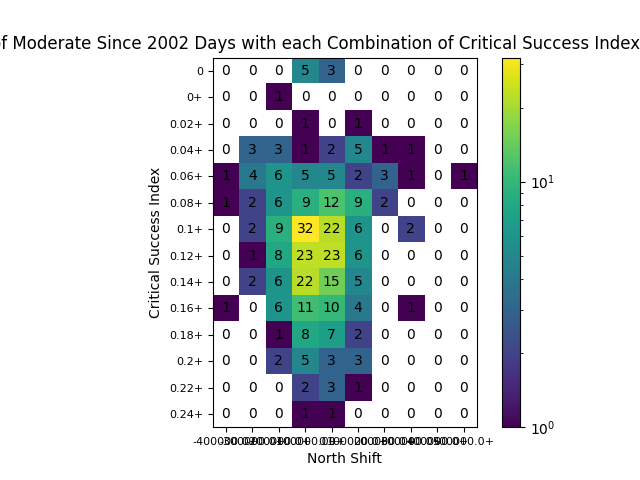 of Moderate Since 2002 Days with each Combination of Critical Success Index
0 0 0 0 5 3 0 0 0 0 0
0+ 0 0 1 0 0 0 0 0 0 0
0.02+ 0 0 0 1 0 1 0 0 0 0
0.04+ 0 3 3 1 2 5 1 1 0 0
0.06+ 1 4 6 5 5 2 3 1 0 1
0.08+ 1 2 6 9 12 9 2 0 0 0
0.1+ 0 2 9 32 22 6 0 2 0 0
0.12+ 0 1 8 23 23 6 0 0 0 0
0.14+ 0 2 6 22 15 5 0 0 0 0
0.16+ 1 0 6 11 10 4 0 1 0 0
0.18+ 0 0 1 8 7 2 0 0 0 0
0.2+ 0 0 2 5 3 3 0 0 0 0
0.22+ 0 0 0 2 3 1 0 0 0 0
0.24+ 0 0 0 1 1 0 0 0 0 0
North Shift
Critical Success Index
10¹
10⁰